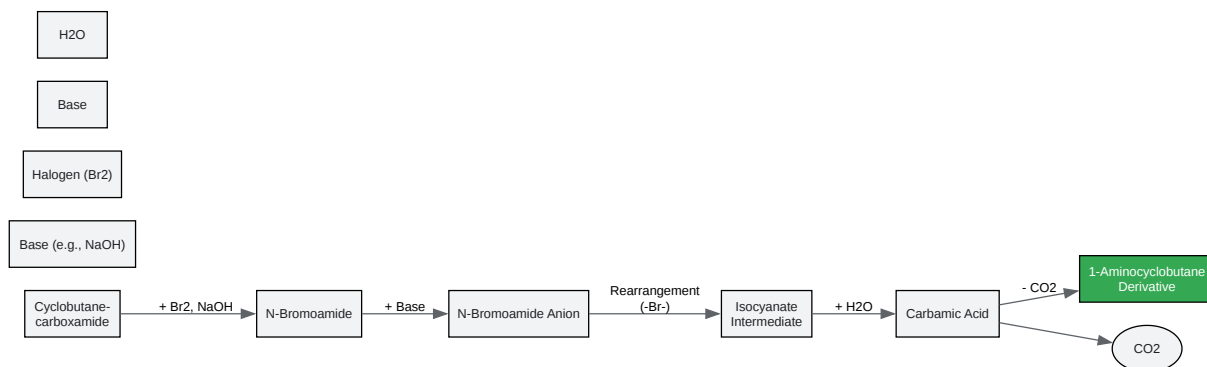 H2O
Base
Halogen (Br2)
Base (e.g., NaOH)
Cyclobutane-
carboxamide
+ Br2, NaOH
N-Bromoamide
+ Base
N-Bromoamide Anion
Rearrangement
(-Br-)
Isocyanate
Intermediate
+ H2O
Carbamic Acid
- CO2
1-Aminocyclobutane
Derivative
CO2